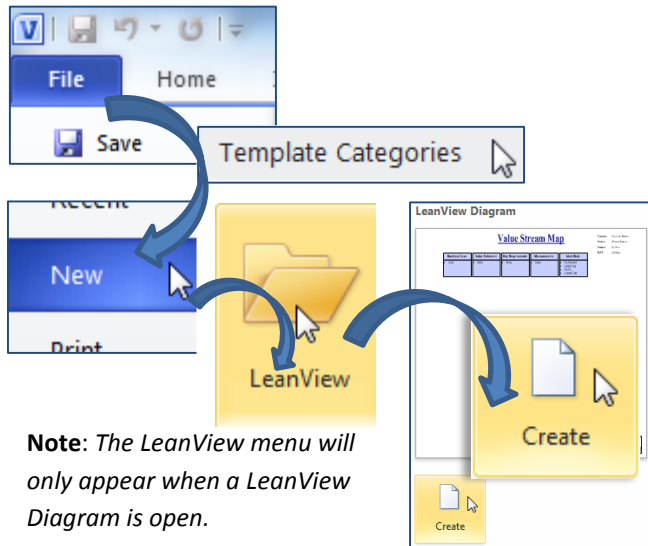 V
File Home
Save
Template Categories
Recent
New
Print
LeanView
LeanView Diagram
Value Stream Map
Create
Create
Note: The LeanView menu will
only appear when a LeanView
Diagram is open.